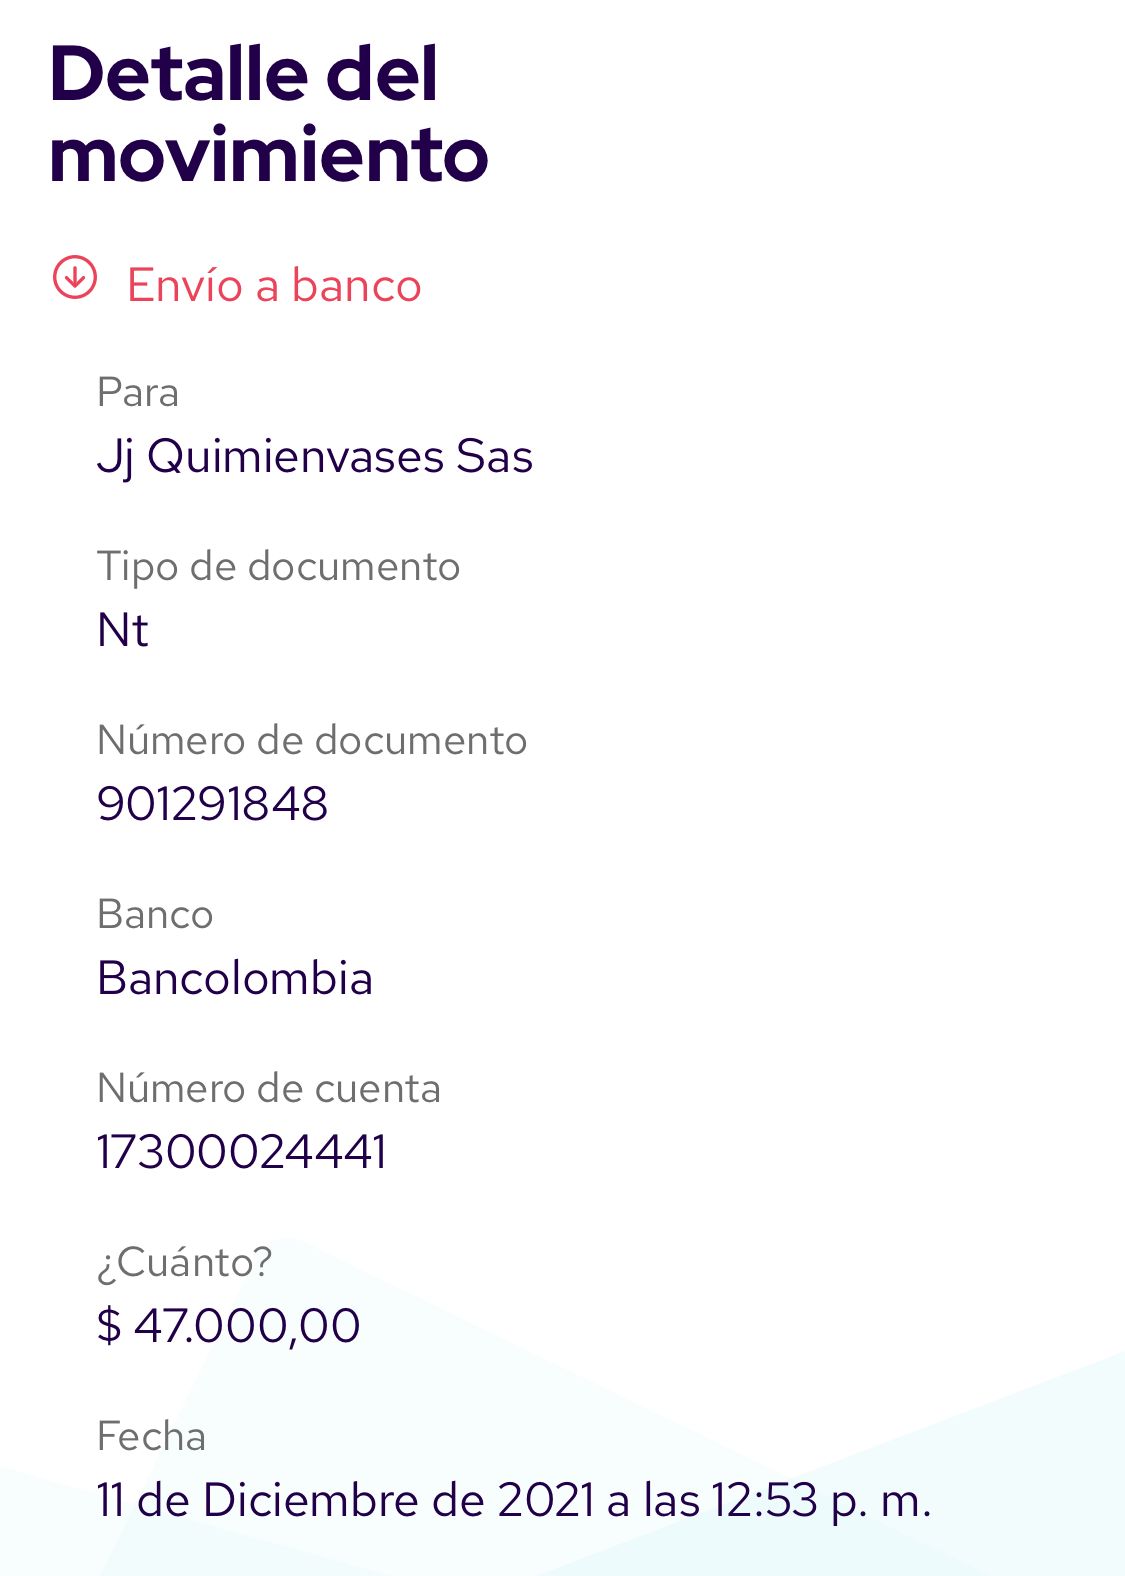 Detalle del
movimiento
Envío a banco
Para
Jj Quimienvases Sas
Tipo de documento
Nt
Número de documento
901291848
Banco
Bancolombia
Número de cuenta
17300024441
¿Cuánto?
$ 47.000,00
Fecha
11 de Diciembre de 2021 a las 12:53 p. m.